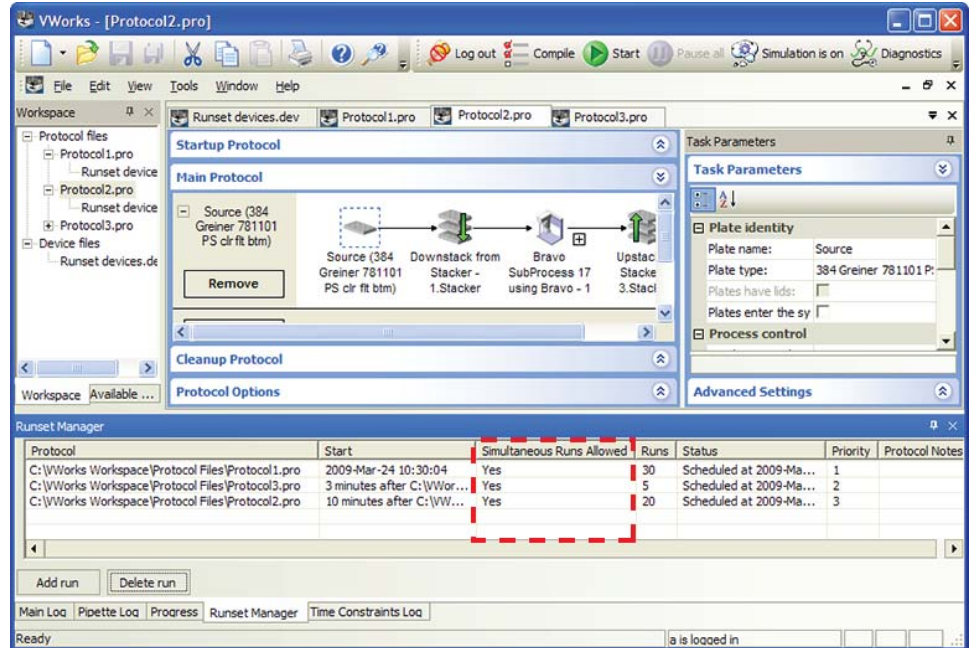 VWorks - [Protocol2.pro]
Log out Compile Start Pause all Simulation is on Diagnostics
File Edit View Tools Window Help
Workspace
Protocol files
Protocol1.pro
Runset device
Protocol2.pro
Runset device
Protocol3.pro
Device files
Runset devices.de
Workspace Available ...
Runset devices.dev Protocol1.pro Protocol2.pro Protocol3.pro
Startup Protocol
Main Protocol
Source (384
Greiner 781101
PS clr flt btm)
Remove
Source (384
Greiner 781101
PS clr flt btm)
Downstack from
Stacker -
1.Stacker
Bravo
SubProcess 17
using Bravo - 1
Upstac
Stacke
3.Stacl
Cleanup Protocol
Protocol Options
Task Parameters
Task Parameters
Plate identity
Plate name: Source
Plate type: 384 Greiner 781101 P:
Plates have lids:
Plates enter the sy
Process control
Advanced Settings
Runset Manager
Protocol Start Simultaneous Runs Allowed Runs Status Priority Protocol Notes
C:\VWorks Workspace\Protocol Files\Protocol1.pro 2009-Mar-24 10:30:04 Yes 30 Scheduled at 2009-Ma... 1
C:\VWorks Workspace\Protocol Files\Protocol3.pro 3 minutes after C:\VWor... Yes 5 Scheduled at 2009-Ma... 2
C:\VWorks Workspace\Protocol Files\Protocol2.pro 10 minutes after C:\VW... Yes 20 Scheduled at 2009-Ma... 3
Add run Delete run
Main Log Pipette Log Progress Runset Manager Time Constraints Log
Ready a is logged in